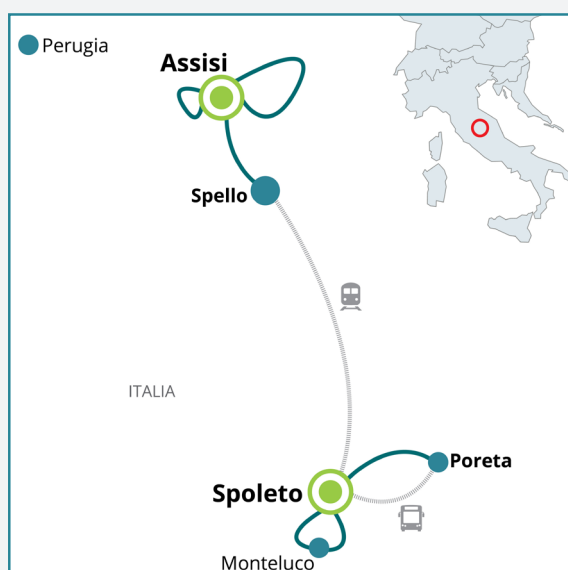 Perugia
Assisi
Spello
ITALIA
Poreta
Spoleto
Monteluco